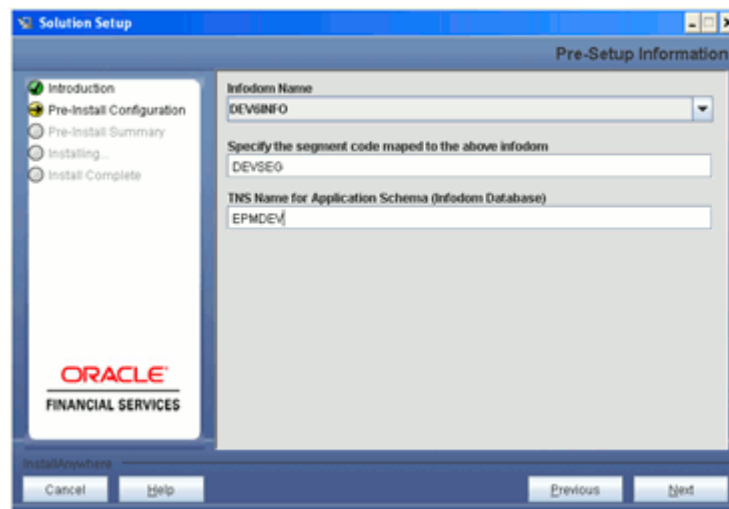 Solution Setup
Pre-Setup Information
Introduction
Pre-Install Configuration
Pre-Install Summary
Installing...
Install Complete
ORACLE
FINANCIAL SERVICES
Infodom Name
DEV6INFO
Specify the segment code maped to the above infodom
DEVSEG
TNS Name for Application Schema (Infodom Database)
EPMDEV
InstallAnywhere
Cancel
Help
Previous
Next